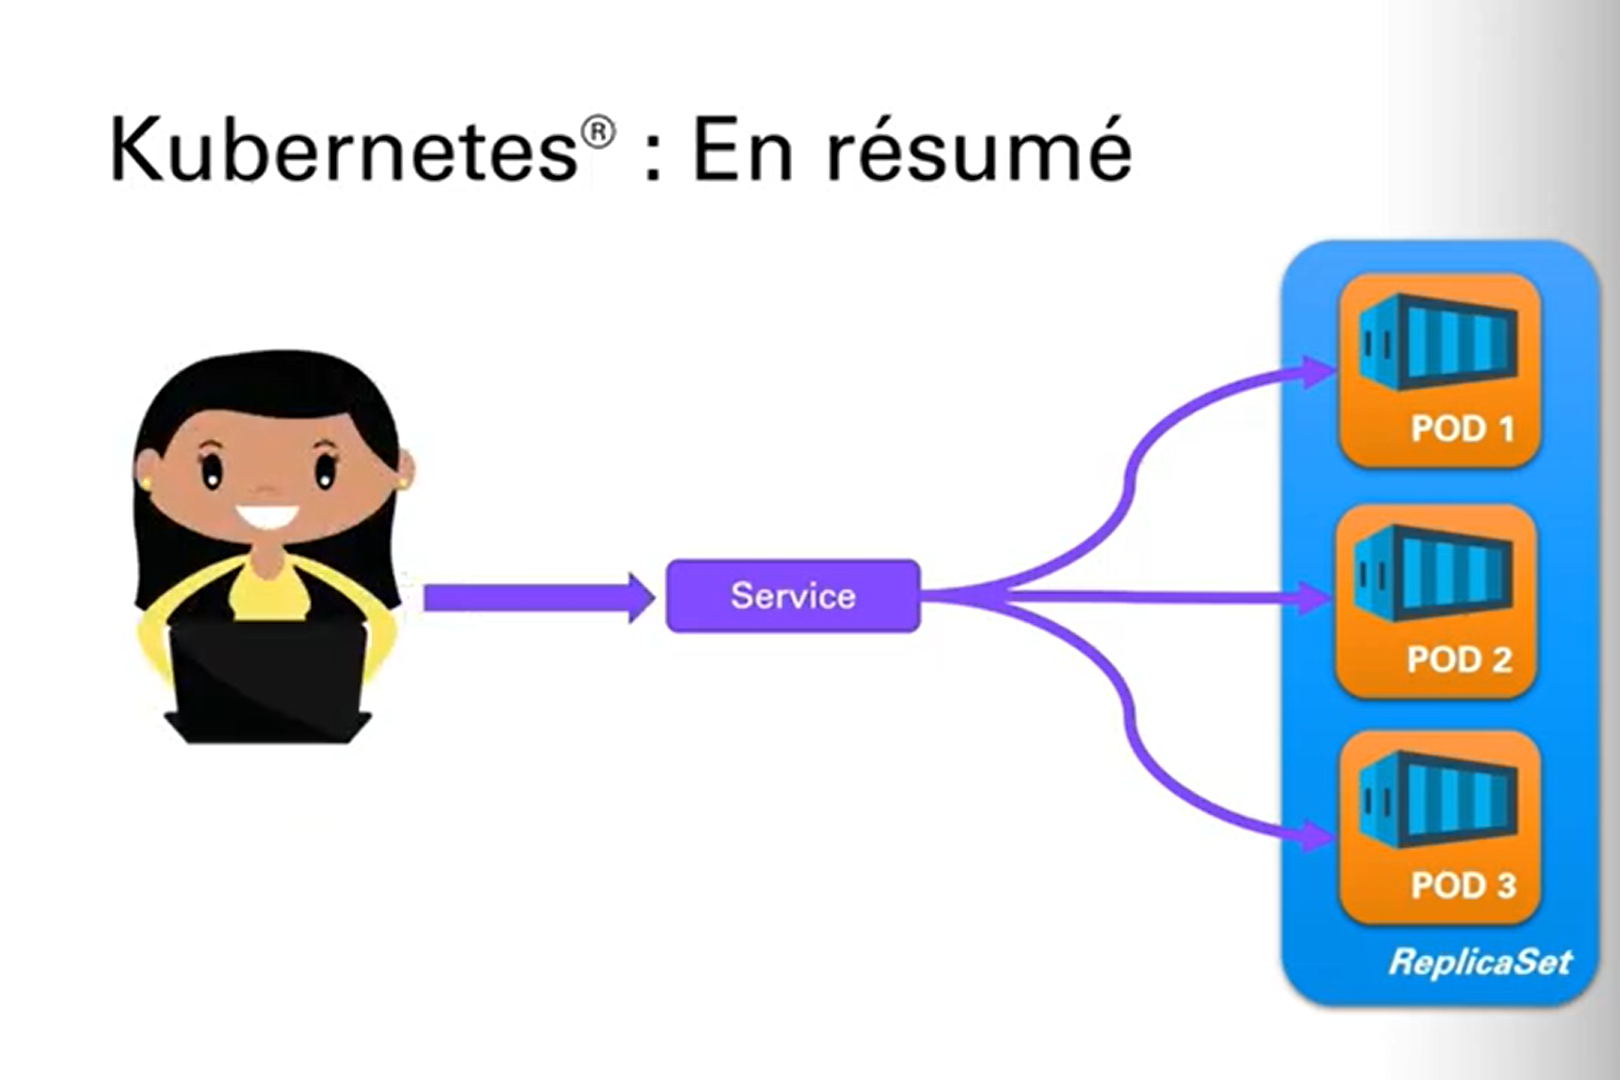 Kubernetes® : En résumé
Service
POD 1
POD 2
POD 3
ReplicaSet